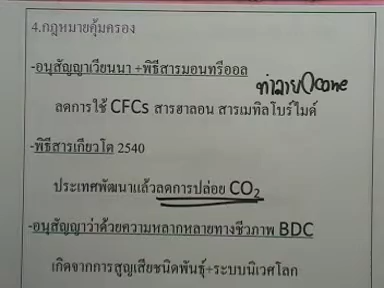 4.กฎหมายคุ้มครอง
-อนุสัญญาเวียนนา +พิธีสารมอนทรีออล
ทำลายOzone
ลดการใช้ CFCs สารฮาลอน สารเมทิลโบร์ไมด์
-พิธีสารเกียวโต 2540
ประเทศพัฒนาแล้วลดการปล่อย CO₂
-อนุสัญญาว่าด้วยความหลากหลายทางชีวภาพ BDC
เกิดจากการสูญเสียชนิดพันธุ์+ระบบนิเวศโลก